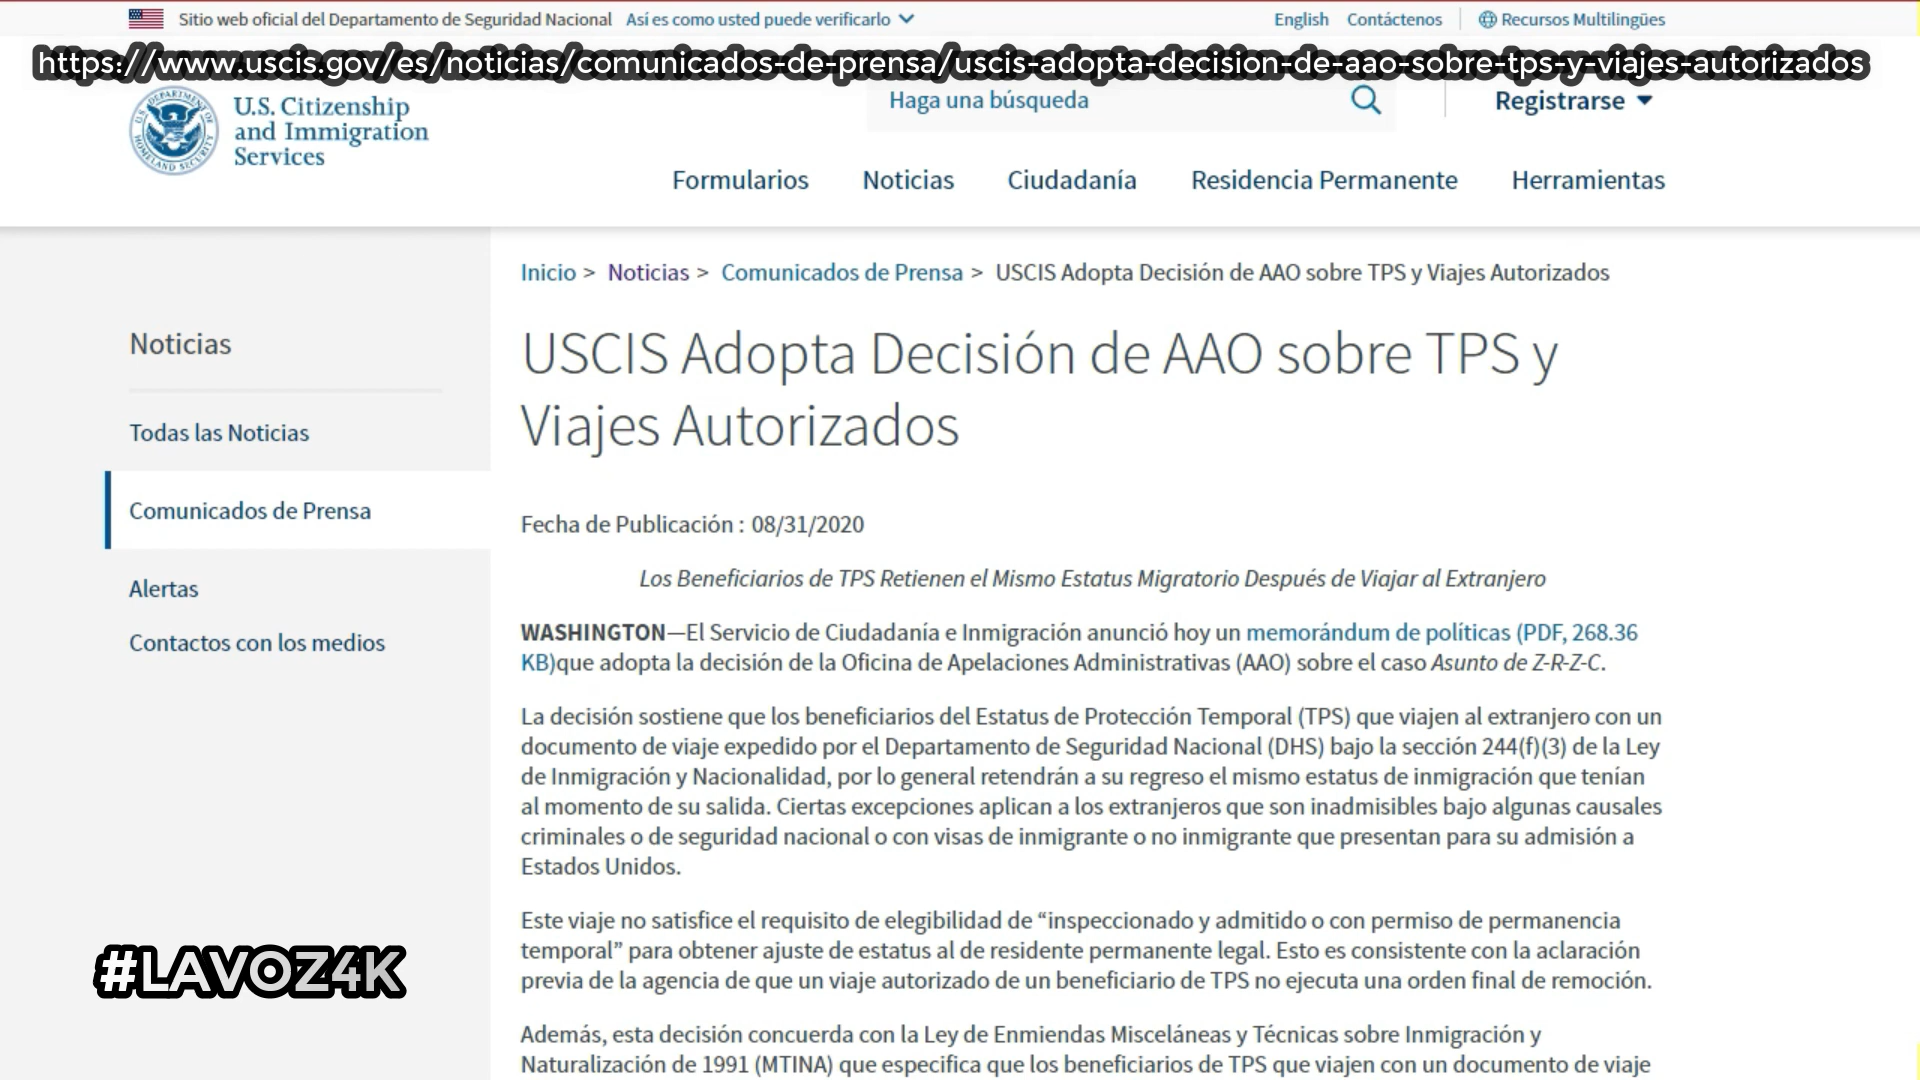 Sitio web oficial del Departamento de Seguridad Nacional Así es como usted puede verificarlo
English Contáctenos Recursos Multilingües
https://www.uscis.gov/es/noticias/comunicados-de-prensa/uscis-adopta-decision-de-aao-sobre-tps-y-viajes-autorizados
U.S. Citizenship
and Immigration
Services
Haga una búsqueda
Registrarse
Formularios Noticias Ciudadanía Residencia Permanente Herramientas
Inicio > Noticias > Comunicados de Prensa > USCIS Adopta Decisión de AAO sobre TPS y Viajes Autorizados
Noticias
Todas las Noticias
Comunicados de Prensa
Alertas
Contactos con los medios
USCIS Adopta Decisión de AAO sobre TPS y
Viajes Autorizados
Fecha de Publicación : 08/31/2020
Los Beneficiarios de TPS Retienen el Mismo Estatus Migratorio Después de Viajar al Extranjero
WASHINGTON—El Servicio de Ciudadanía e Inmigración anunció hoy un memorándum de políticas (PDF, 268.36
KB)que adopta la decisión de la Oficina de Apelaciones Administrativas (AAO) sobre el caso Asunto de Z-R-Z-C.
La decisión sostiene que los beneficiarios del Estatus de Protección Temporal (TPS) que viajen al extranjero con un
documento de viaje expedido por el Departamento de Seguridad Nacional (DHS) bajo la sección 244(f)(3) de la Ley
de Inmigración y Nacionalidad, por lo general retendrán a su regreso el mismo estatus de inmigración que tenían
al momento de su salida. Ciertas excepciones aplican a los extranjeros que son inadmisibles bajo algunas causales
criminales o de seguridad nacional o con visas de inmigrante o no inmigrante que presentan para su admisión a
Estados Unidos.
Este viaje no satisfice el requisito de elegibilidad de “inspeccionado y admitido o con permiso de permanencia
temporal” para obtener ajuste de estatus al de residente permanente legal. Esto es consistente con la aclaración
previa de la agencia de que un viaje autorizado de un beneficiario de TPS no ejecuta una orden final de remoción.
Además, esta decisión concuerda con la Ley de Enmiendas Misceláneas y Técnicas sobre Inmigración y
Naturalización de 1991 (MTINA) que especifica que los beneficiarios de TPS que viajen con un documento de viaje
#LAVOZ4K